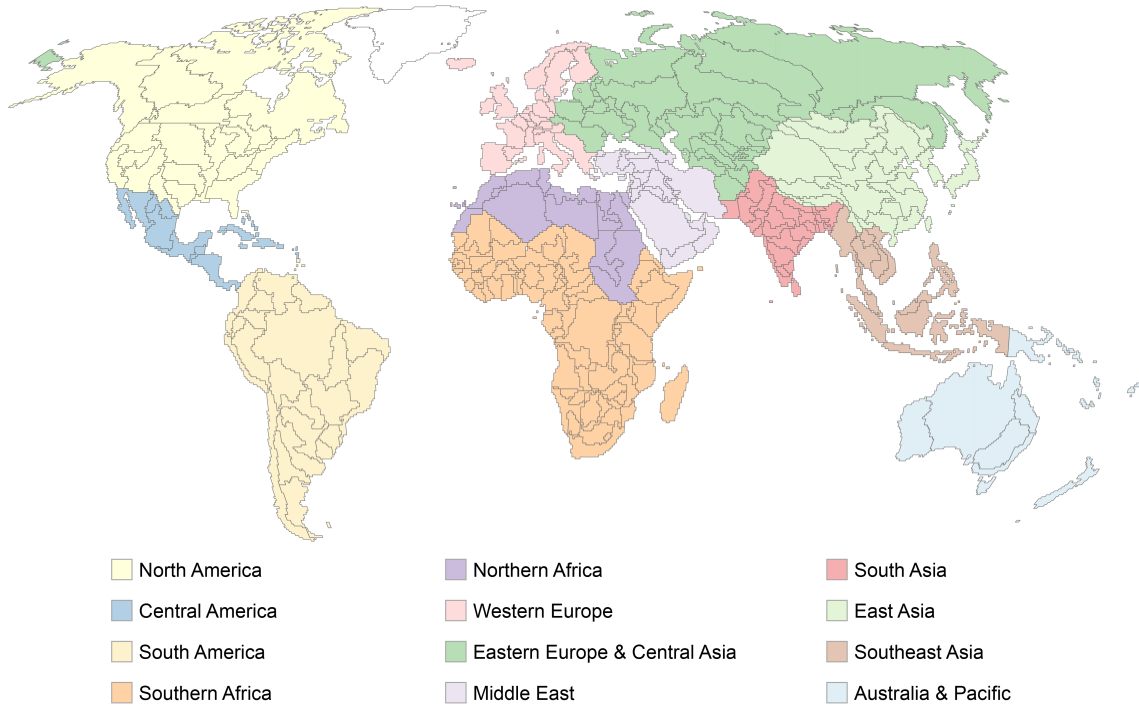 North America
Central America
South America
Southern Africa
Northern Africa
Western Europe
Eastern Europe & Central Asia
Middle East
South Asia
East Asia
Southeast Asia
Australia & Pacific